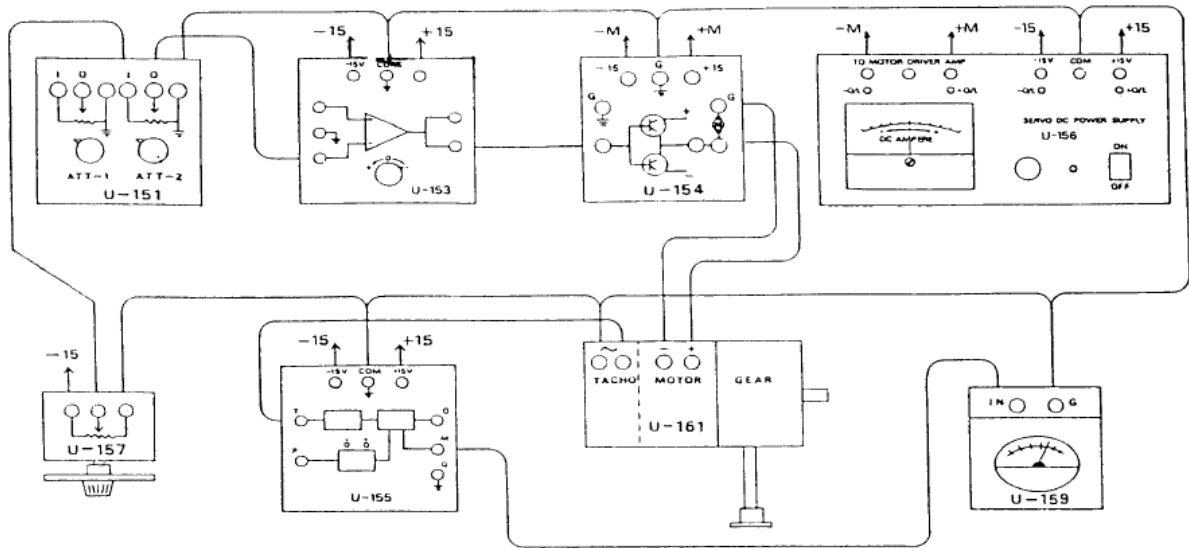 -15 +15
-15V COM
U-153
-M +M
-15 G +15
G G
+
-
U-154
-M +M -15 +15
TO MOTOR DRIVER AMP -15V COM +15V
-O/L +O/L -O/L +O/L
DC AMPERE
SERVO DC POWER SUPPLY
U-156
ON
OFF
I O I O
ATT-1 ATT-2
U-151
-15
U-157
-15 +15
-15V COM +15V
T O
P M
G
U-155
~ - +
TACHO MOTOR GEAR
U-161
IN G
U-159